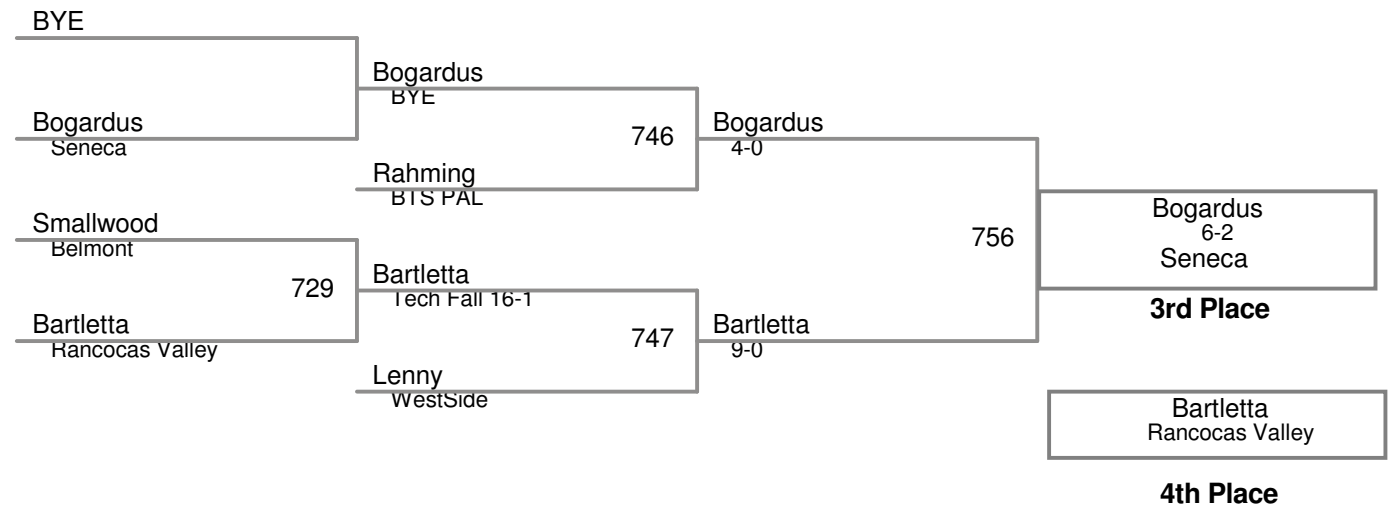 BYE
Bogardus
BYE
Bogardus
Seneca
746
Bogardus
4-0
Rahming
BTS PAL
Smallwood
Belmont
729
Bartletta
Tech Fall 16-1
Bartletta
Rancocas Valley
747
Bartletta
9-0
Lenny
WestSide
756
Bogardus
6-2
Seneca
3rd Place
Bartletta
Rancocas Valley
4th Place